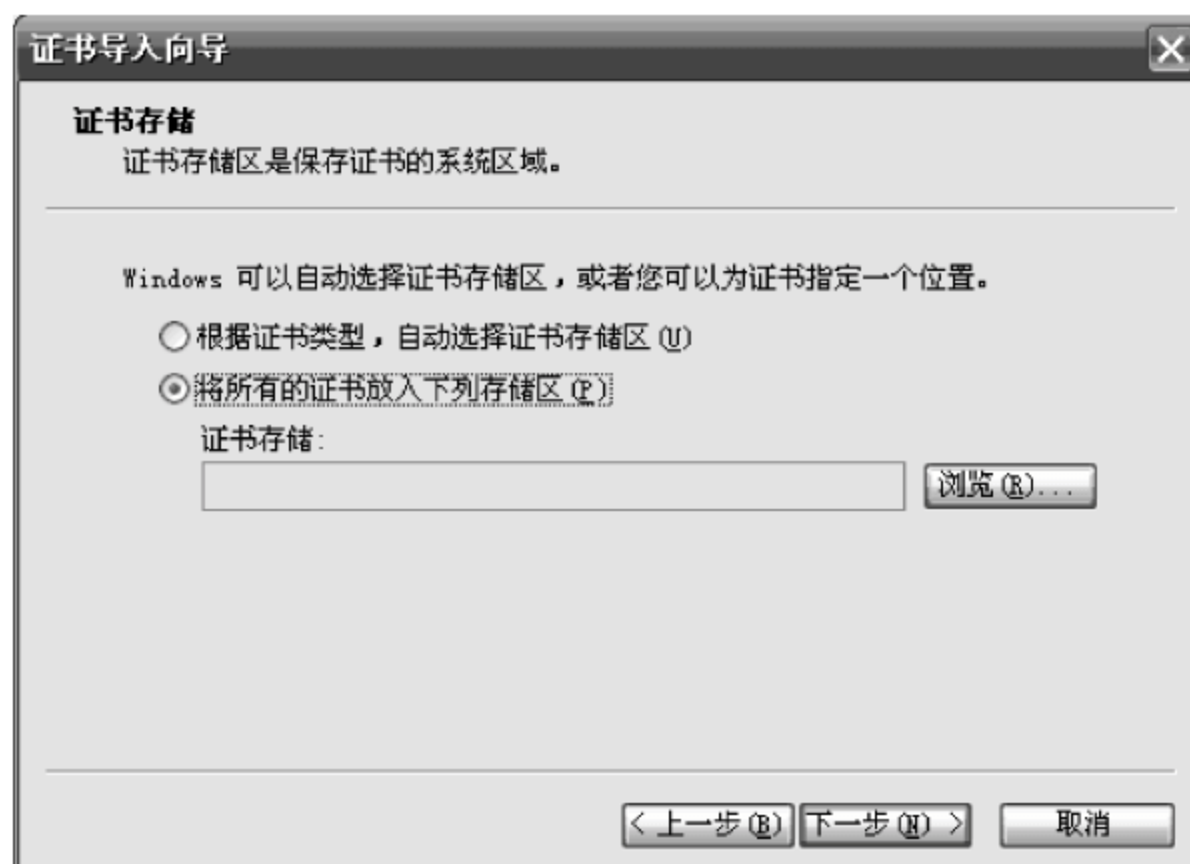 证书导入向导
证书存储
证书存储区是保存证书的系统区域。
Windows 可以自动选择证书存储区，或者您可以为证书指定一个位置。
根据证书类型，自动选择证书存储区(U)
将所有的证书放入下列存储区(P)
证书存储:
浏览(R)...
< 上一步(B) 下一步(N) > 取消